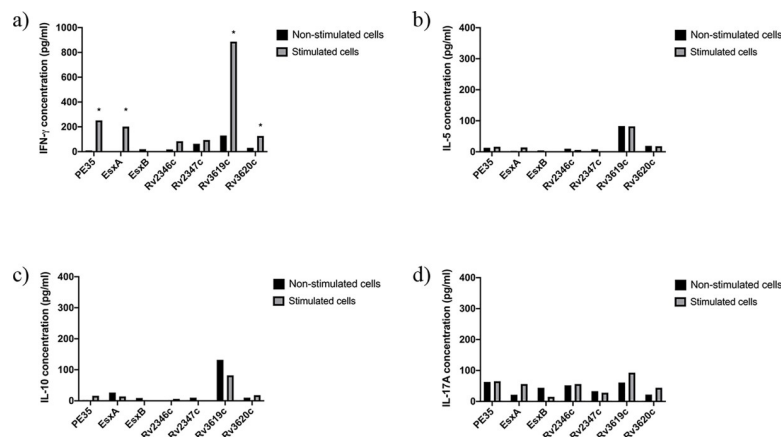 a)
IFN-γ concentration (pg/ml)
1000
800
600
400
200
0
*
*
*
*
PE35
EsxA
EsxB
Rv2346c
Rv2347c
Rv3619c
Rv3620c
Non-stimulated cells
Stimulated cells
b)
IL-5 concentration (pg/ml)
400
300
200
100
0
PE35
EsxA
EsxB
Rv2346c
Rv2347c
Rv3619c
Rv3620c
Non-stimulated cells
Stimulated cells
c)
IL-10 concentration (pg/ml)
400
300
200
100
0
PE35
EsxA
EsxB
Rv2346c
Rv2347c
Rv3619c
Rv3620c
Non-stimulated cells
Stimulated cells
d)
IL-17A concentration (pg/ml)
400
300
200
100
0
PE35
EsxA
EsxB
Rv2346c
Rv2347c
Rv3619c
Rv3620c
Non-stimulated cells
Stimulated cells